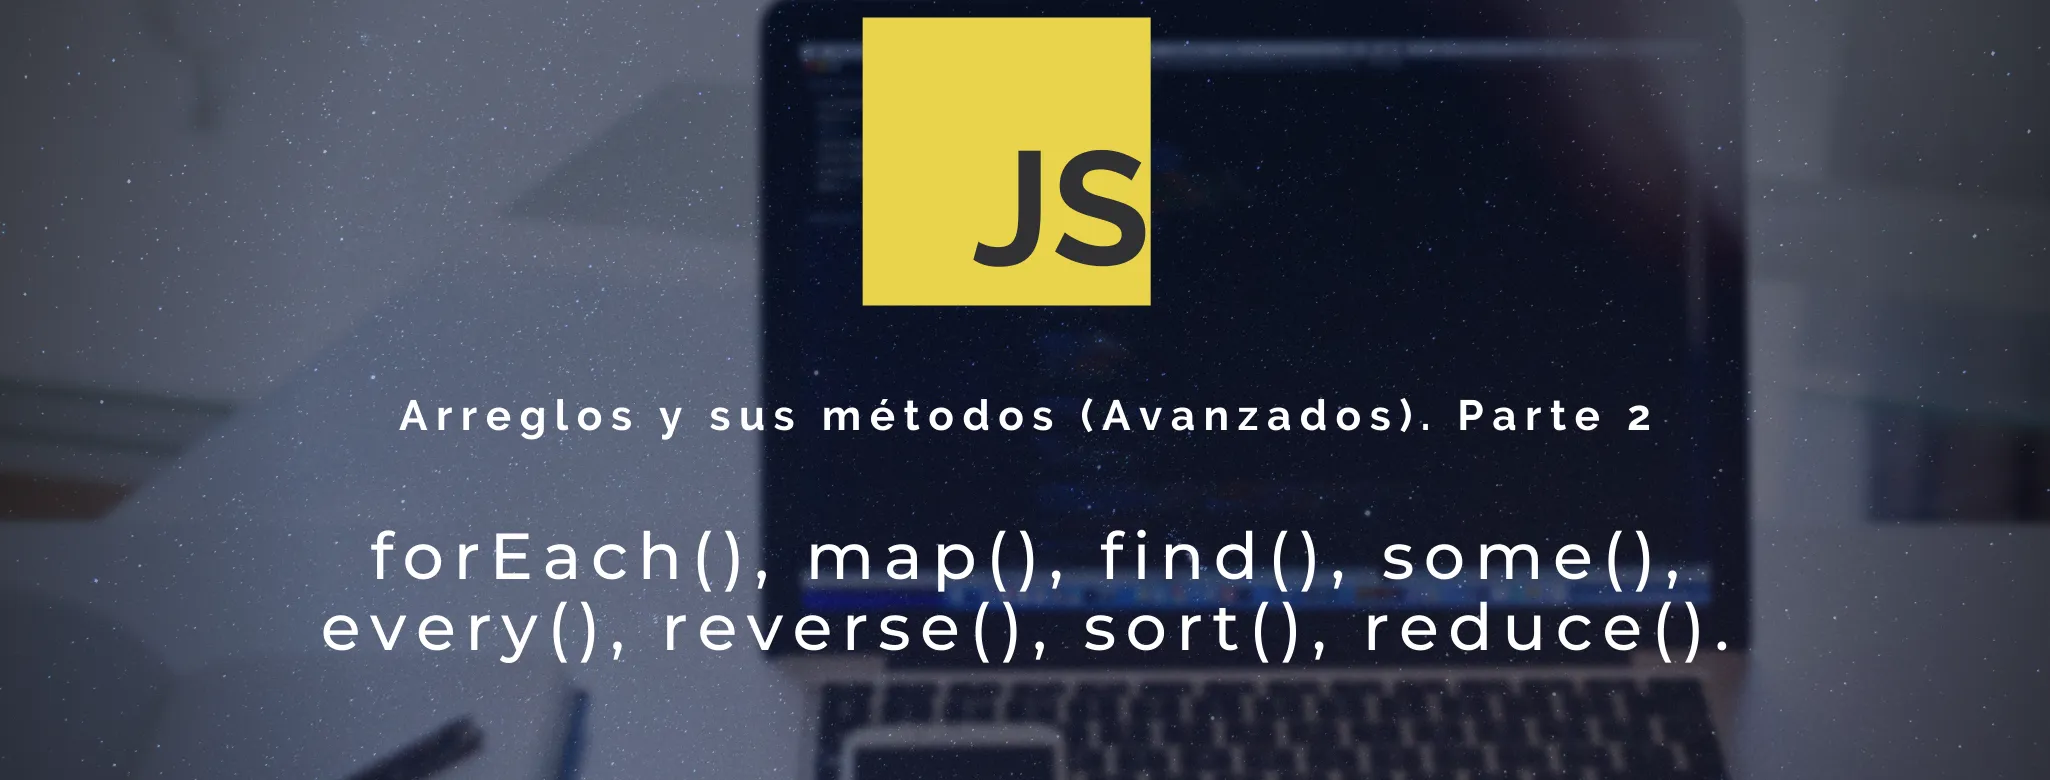 JS
Arreglos y sus métodos (Avanzados). Parte 2
forEach(), map(), find(), some(),
every(), reverse(), sort(), reduce().